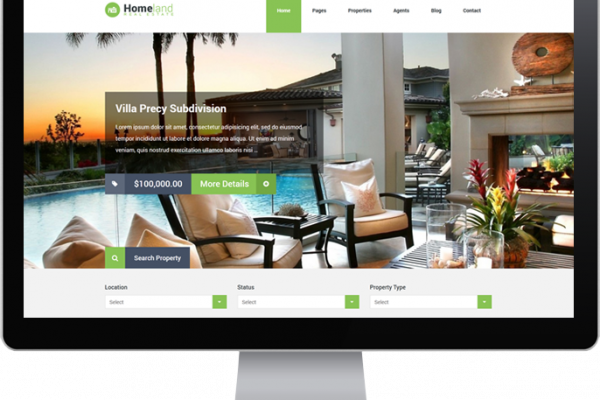 Homeland
REAL ESTATE
Home Pages Properties Agents Blog Contact
Villa Precy Subdivision
Lorem ipsum dolor sit amet, consectetur adipisicing elit, sed do eiusmod
tempor incididunt ut labore et dolore magna aliqua. Ut enim ad minim
veniam, quis nostrud exercitation ullamco laboris nisi
$100,000.00 More Details
Search Property
Location Status Property Type
Select Select Select